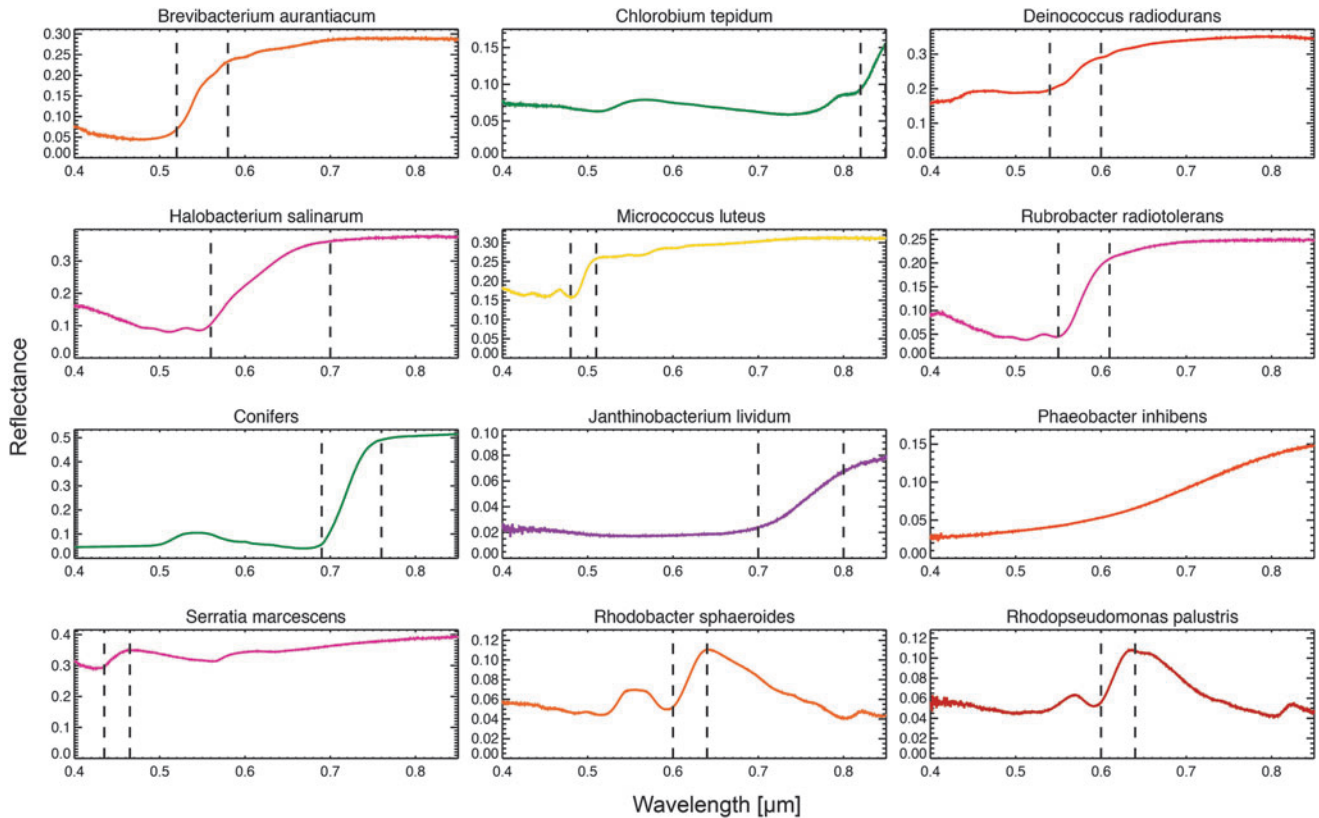 Brevibacterium aurantiacum
0.30
0.25
0.20
0.15
0.10
0.05
0.00
0.4 0.5 0.6 0.7 0.8
Chlorobium tepidum
0.15
0.10
0.05
0.00
0.4 0.5 0.6 0.7 0.8
Deinococcus radiodurans
0.3
0.2
0.1
0.0
0.4 0.5 0.6 0.7 0.8
Halobacterium salinarum
0.3
0.2
0.1
0.0
0.4 0.5 0.6 0.7 0.8
Micrococcus luteus
0.30
0.25
0.20
0.15
0.10
0.05
0.00
0.4 0.5 0.6 0.7 0.8
Rubrobacter radiotolerans
0.25
0.20
0.15
0.10
0.05
0.00
0.4 0.5 0.6 0.7 0.8
Reflectance
Conifers
0.5
0.4
0.3
0.2
0.1
0.0
0.4 0.5 0.6 0.7 0.8
Janthinobacterium lividum
0.10
0.08
0.06
0.04
0.02
0.00
0.4 0.5 0.6 0.7 0.8
Phaeobacter inhibens
0.15
0.10
0.05
0.00
0.4 0.5 0.6 0.7 0.8
Serratia marcescens
0.4
0.3
0.2
0.1
0.0
0.4 0.5 0.6 0.7 0.8
Rhodobacter sphaeroides
0.12
0.10
0.08
0.06
0.04
0.02
0.00
0.4 0.5 0.6 0.7 0.8
Rhodopseudomonas palustris
0.12
0.10
0.08
0.06
0.04
0.02
0.00
0.4 0.5 0.6 0.7 0.8
Wavelength [µm]